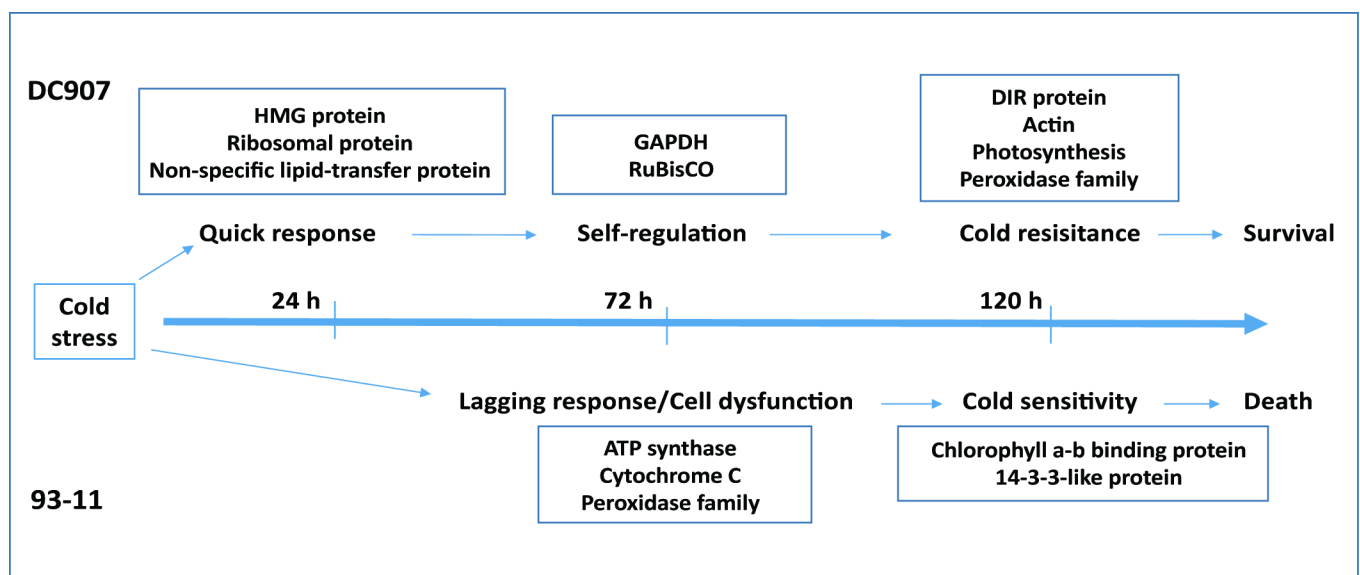 DC907
HMG protein
Ribosomal protein
Non-specific lipid-transfer protein
GAPDH
RuBisCO
DIR protein
Actin
Photosynthesis
Peroxidase family
Quick response
Self-regulation
Cold resisitance
Survival
Cold
stress
24 h
72 h
120 h
Lagging response/Cell dysfunction
Cold sensitivity
Death
ATP synthase
Cytochrome C
Peroxidase family
Chlorophyll a-b binding protein
14-3-3-like protein
93-11